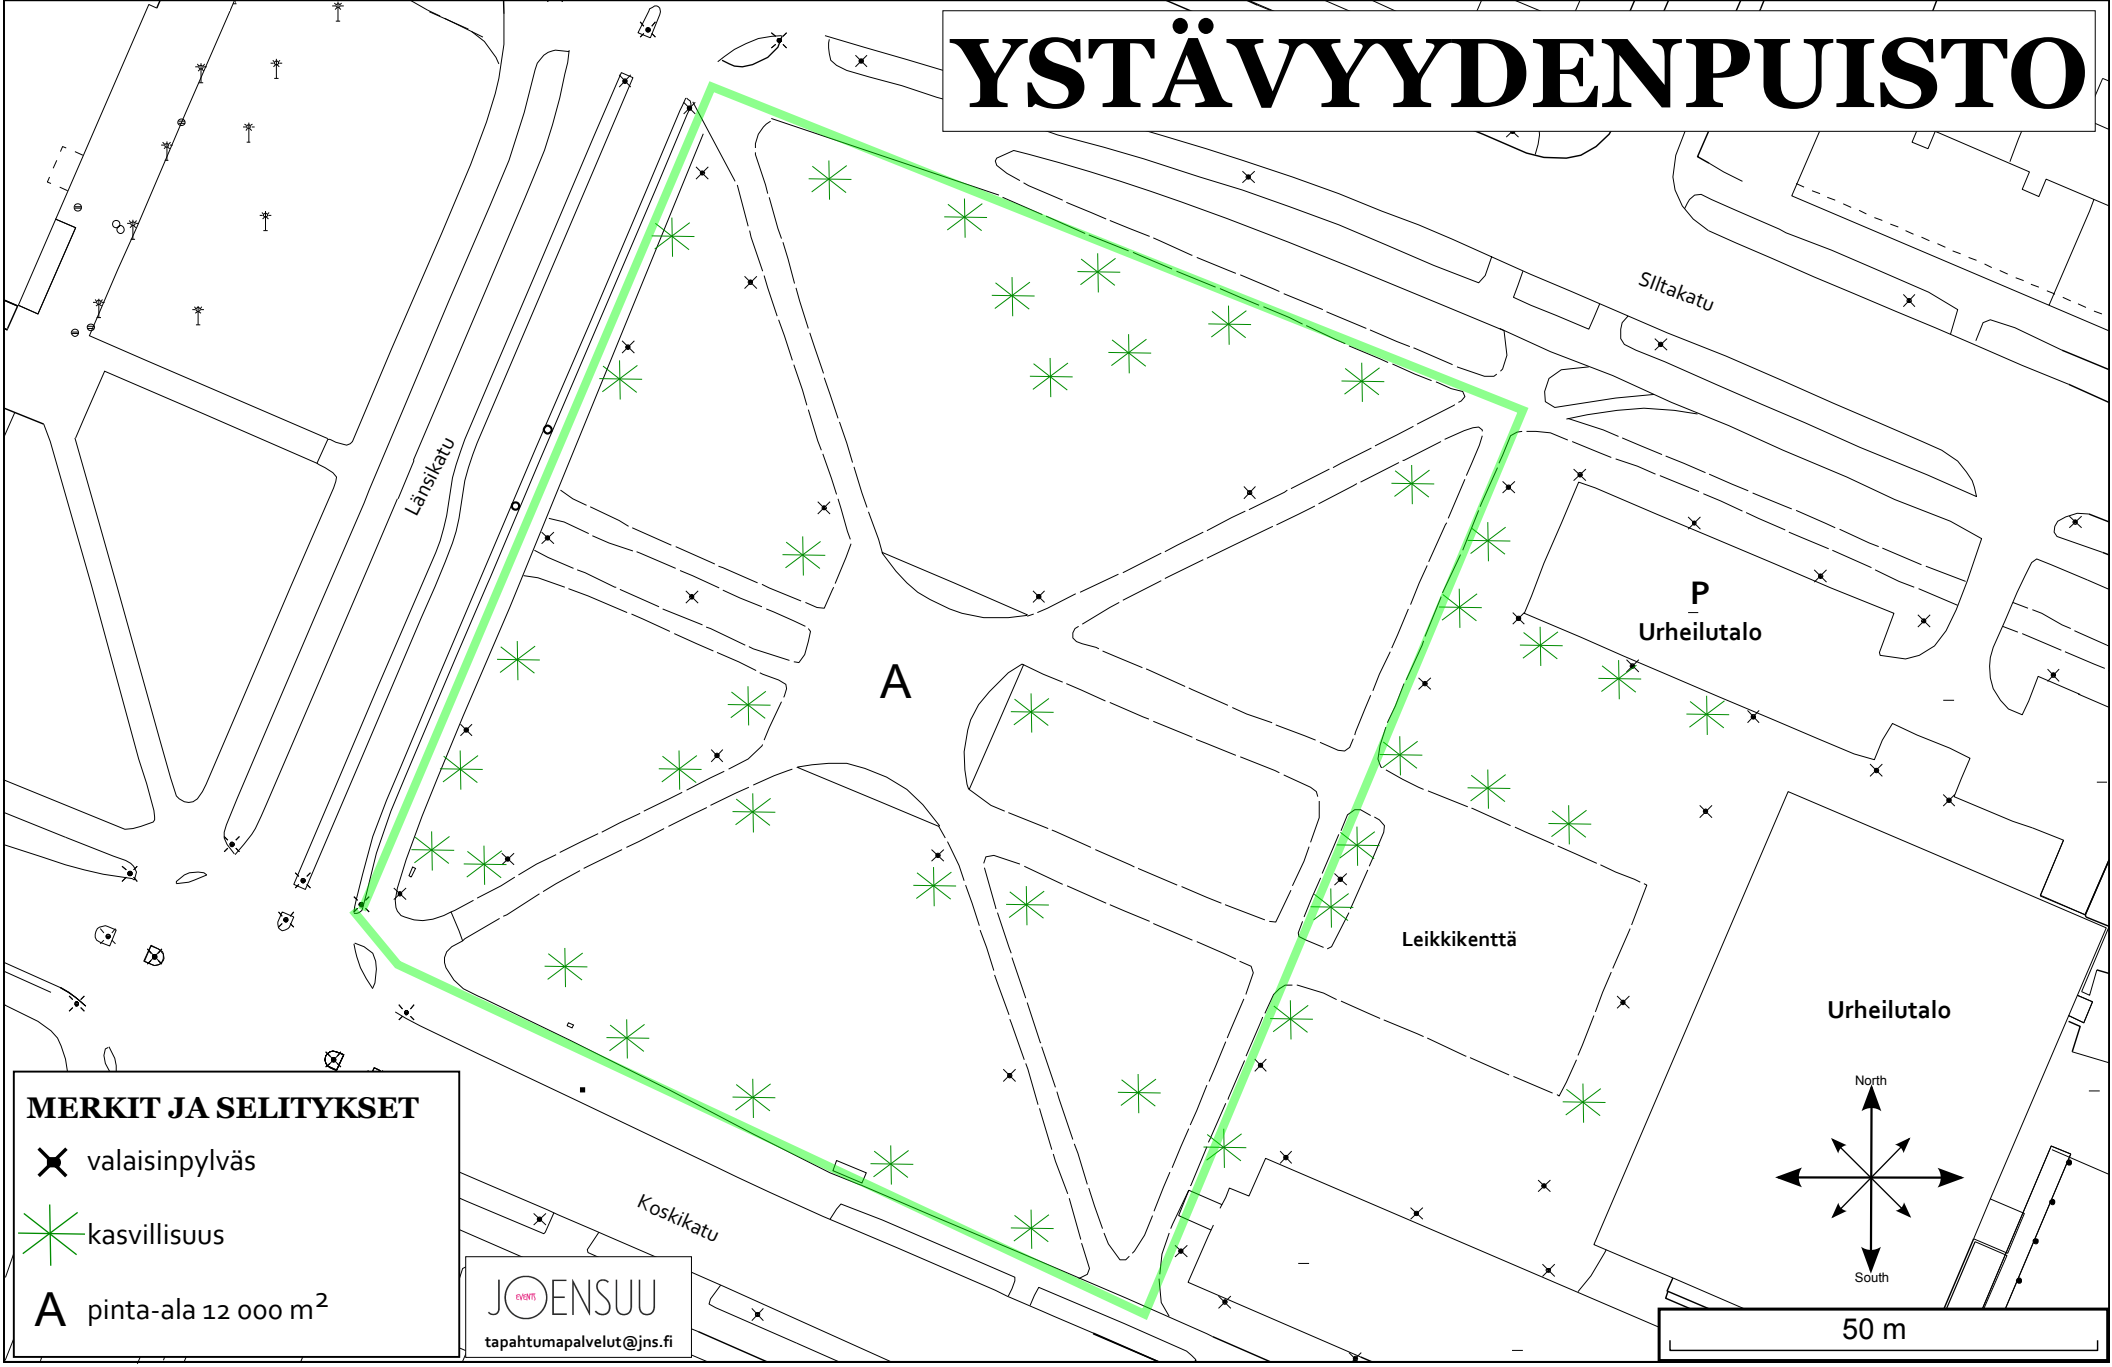 YSTÄVYYDENPUISTO
SIltakatu
Länsikatu
P
Urheilutalo
A
Leikkikenttä
Urheilutalo
North
South
MERKIT JA SELITYKSET
valaisinpylväs
kasvillisuus
A pinta-ala 12 000 m²
Koskikatu
JOENSUU
EVENTS
tapahtumapalvelut@jns.fi
50 m